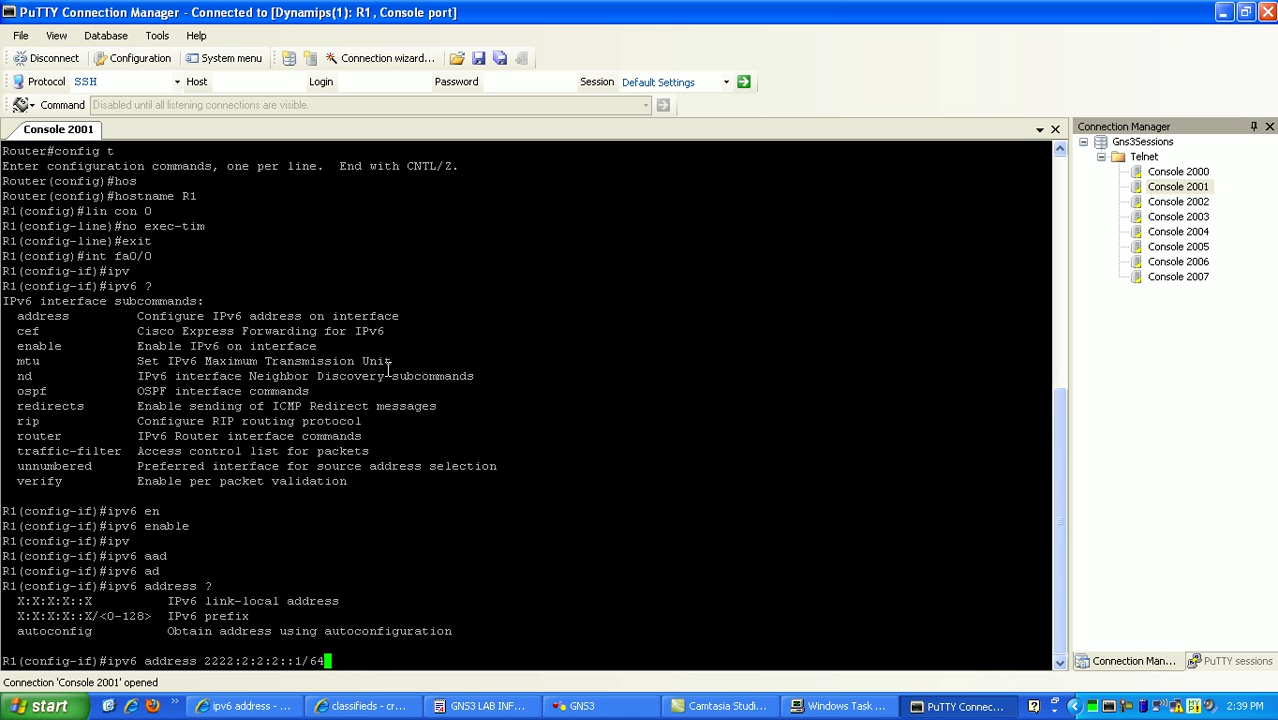 PuTTY Connection Manager - Connected to [Dynamips(1): R1 , Console port]
File View Database Tools Help
Disconnect Configuration System menu Connection wizard...
Protocol SSH Host Login Password Session Default Settings
Command Disabled until all listening connections are visible.
Console 2001
Router#config t
Enter configuration commands, one per line.  End with CNTL/Z.
Router(config)#hos
Router(config)#hostname R1
R1(config)#lin con 0
R1(config-line)#no exec-tim
R1(config-line)#exit
R1(config)#int fa0/0
R1(config-if)#ipv
R1(config-if)#ipv6 ?
IPv6 interface subcommands:
address Configure IPv6 address on interface
cef Cisco Express Forwarding for IPv6
enable Enable IPv6 on interface
mtu Set IPv6 Maximum Transmission Unit
nd IPv6 interface Neighbor Discovery subcommands
ospf OSPF interface commands
redirects Enable sending of ICMP Redirect messages
rip Configure RIP routing protocol
router IPv6 Router interface commands
traffic-filter Access control list for packets
unnumbered Preferred interface for source address selection
verify Enable per packet validation
R1(config-if)#ipv6 en
R1(config-if)#ipv6 enable
R1(config-if)#ipv
R1(config-if)#ipv6 aad
R1(config-if)#ipv6 ad
R1(config-if)#ipv6 address ?
X:X:X:X::X IPv6 link-local address
X:X:X:X::X/<0-128> IPv6 prefix
autoconfig Obtain address using autoconfiguration
R1(config-if)#ipv6 address 2222:2:2:2::1/64
Connection Manager
Gns3Sessions
Telnet
Console 2000
Console 2001
Console 2002
Console 2003
Console 2004
Console 2005
Console 2006
Console 2007
Connection Man... PuTTY sessions
Connection 'Console 2001' opened
start ipv6 address - ... classifieds - cr... GNS3 LAB INF... GNS3 Camtasia Studi... Windows Task ... PuTTY Connec... 2:39 PM